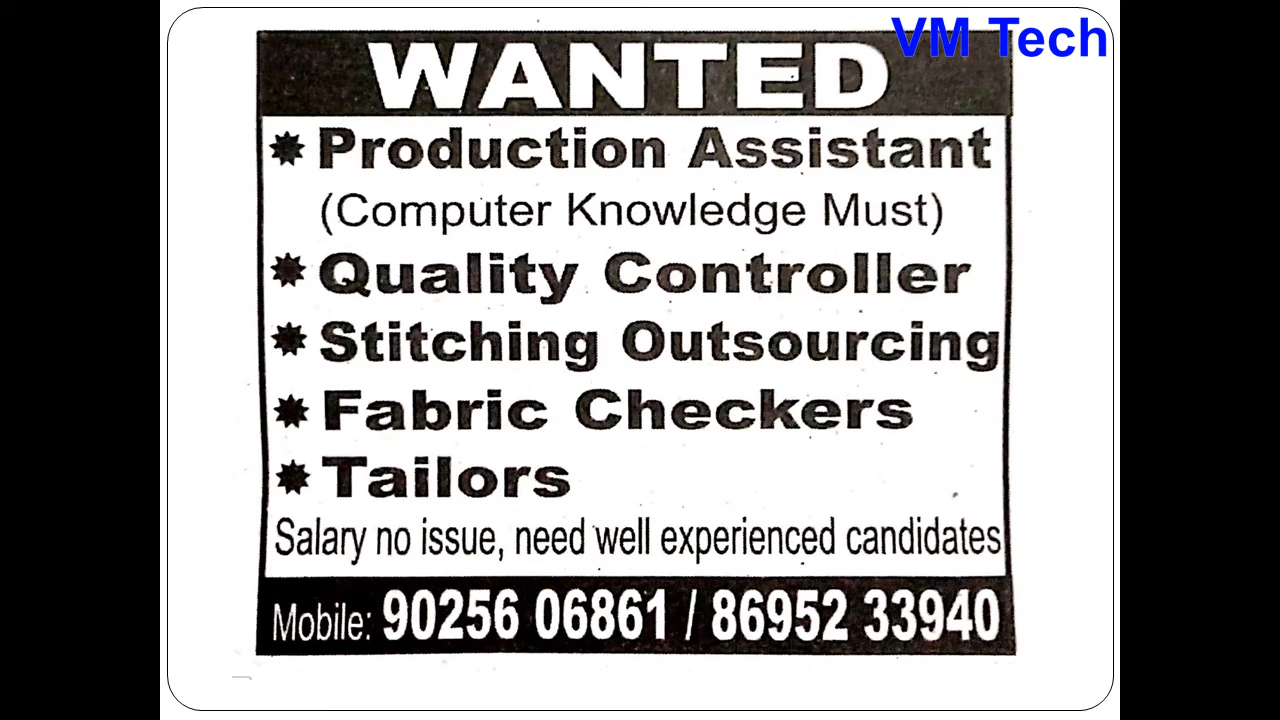 VM Tech
WANTED
Production Assistant
(Computer Knowledge Must)
Quality Controller
Stitching Outsourcing
Fabric Checkers
Tailors
Salary no issue, need well experienced candidates
Mobile: 90256 06861 / 86952 33940